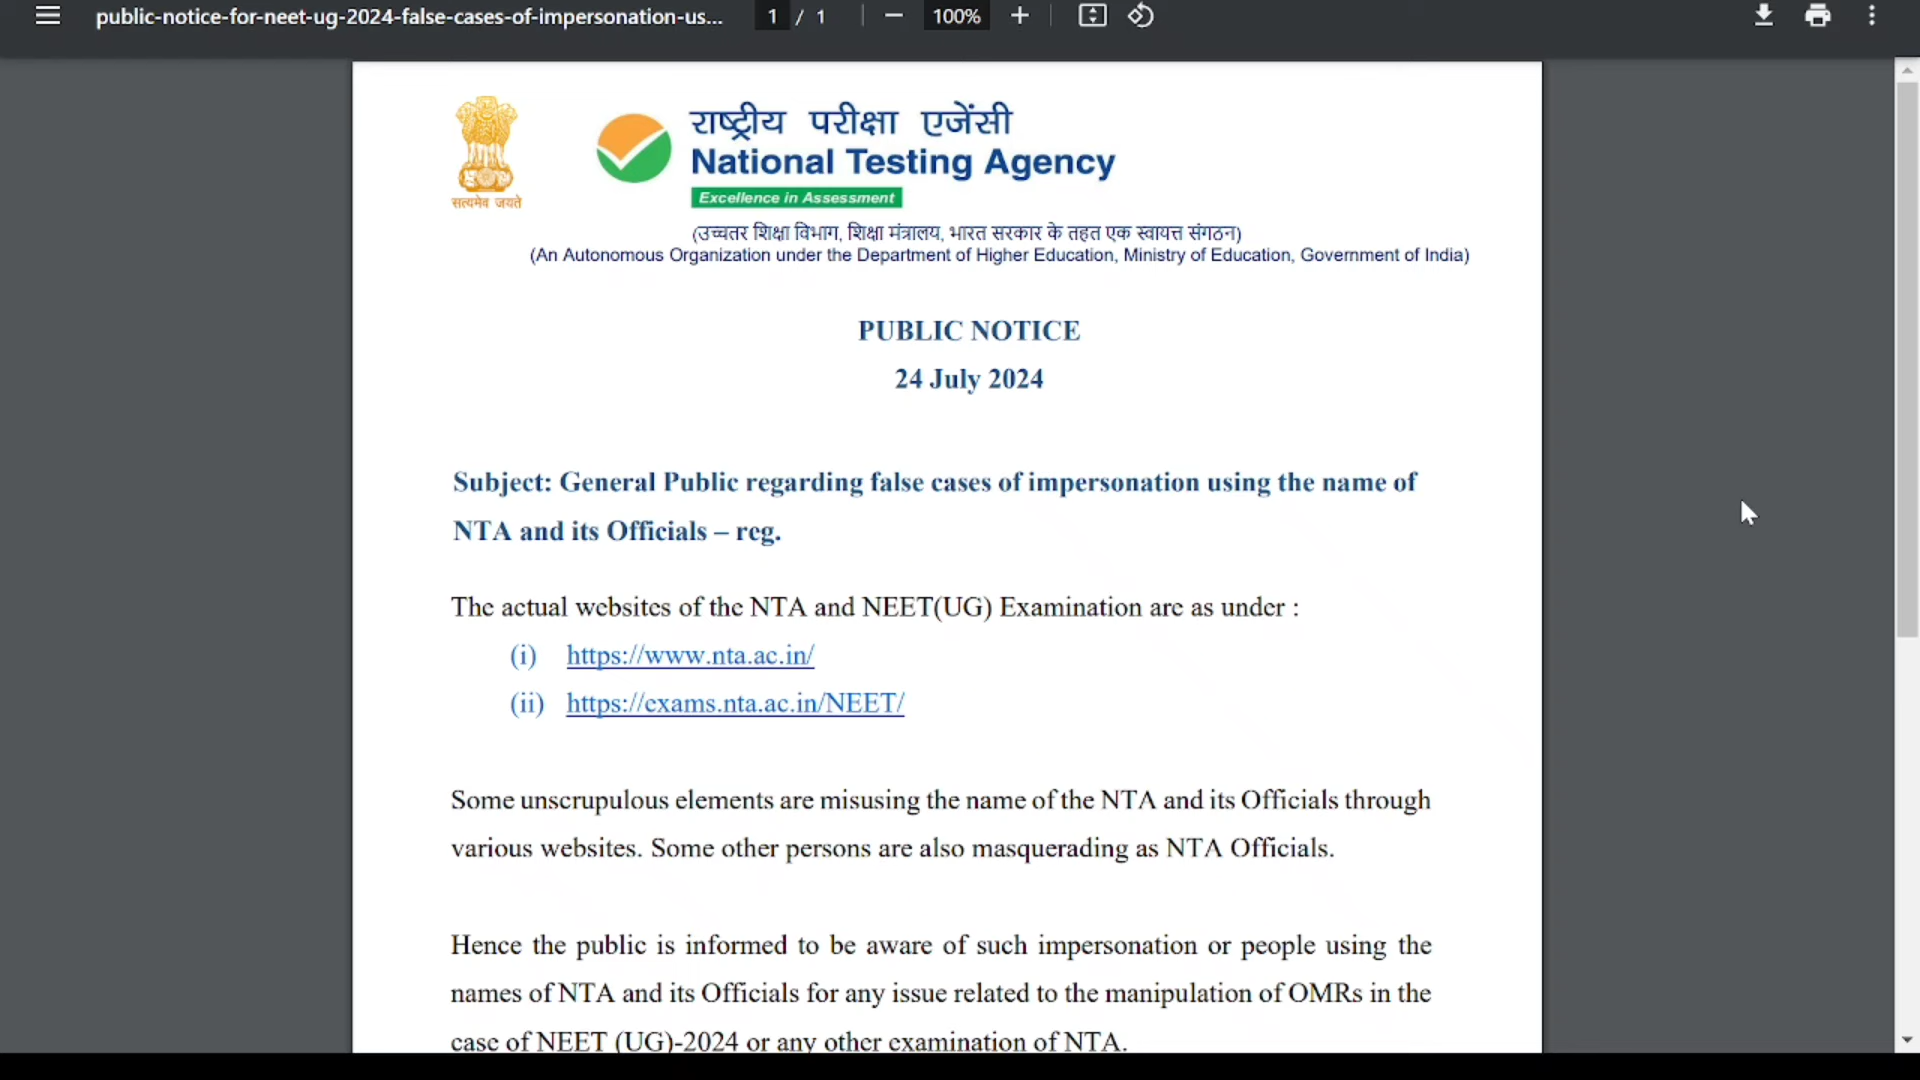 public-notice-for-neet-ug-2024-false-cases-of-impersonation-us... 1 / 1 100%
राष्ट्रीय परीक्षा एजेंसी
National Testing Agency
Excellence in Assessment
सत्यमेव जयते
(उच्चतर शिक्षा विभाग, शिक्षा मंत्रालय, भारत सरकार के तहत एक स्वायत्त संगठन)
(An Autonomous Organization under the Department of Higher Education, Ministry of Education, Government of India)
PUBLIC NOTICE
24 July 2024
Subject: General Public regarding false cases of impersonation using the name of
NTA and its Officials – reg.
The actual websites of the NTA and NEET(UG) Examination are as under :
(i) https://www.nta.ac.in/
(ii) https://exams.nta.ac.in/NEET/
Some unscrupulous elements are misusing the name of the NTA and its Officials through
various websites. Some other persons are also masquerading as NTA Officials.
Hence the public is informed to be aware of such impersonation or people using the
names of NTA and its Officials for any issue related to the manipulation of OMRs in the
case of NEET (UG)-2024 or any other examination of NTA.